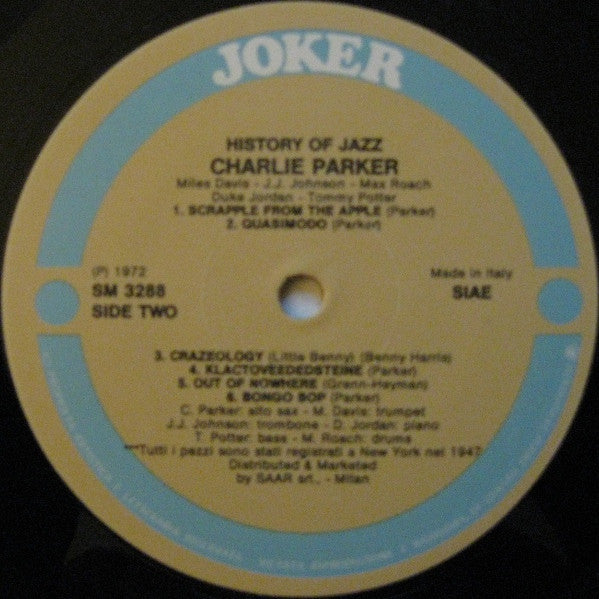 JOKER
HISTORY OF JAZZ
CHARLIE PARKER
Miles Davis - J.J. Johnson - Max Roach
Duke Jordan - Tommy Potter
1. SCRAPPLE FROM THE APPLE (Parker)
2. QUASIMODO (Parker)
(P) 1972
SM 3288
SIDE TWO
Made in Italy
SIAE
3. CRAZEOLOGY (Little Benny) (Benny Harris)
4. KLACTOVEEDEDSTEINE (Parker)
5. OUT OF NOWHERE (Grenn-Heyman)
6. BONGO BOP (Parker)
C. Parker: alto sax - M. Davis: trumpet
J.J. Johnson: trombone - D. Jordan: piano
T. Potter: bass - M. Roach: drums
"Tutti i pezzi sono stati registrati a New York nel 1947
Distributed & Marketed
by SAAR srl., - Milan